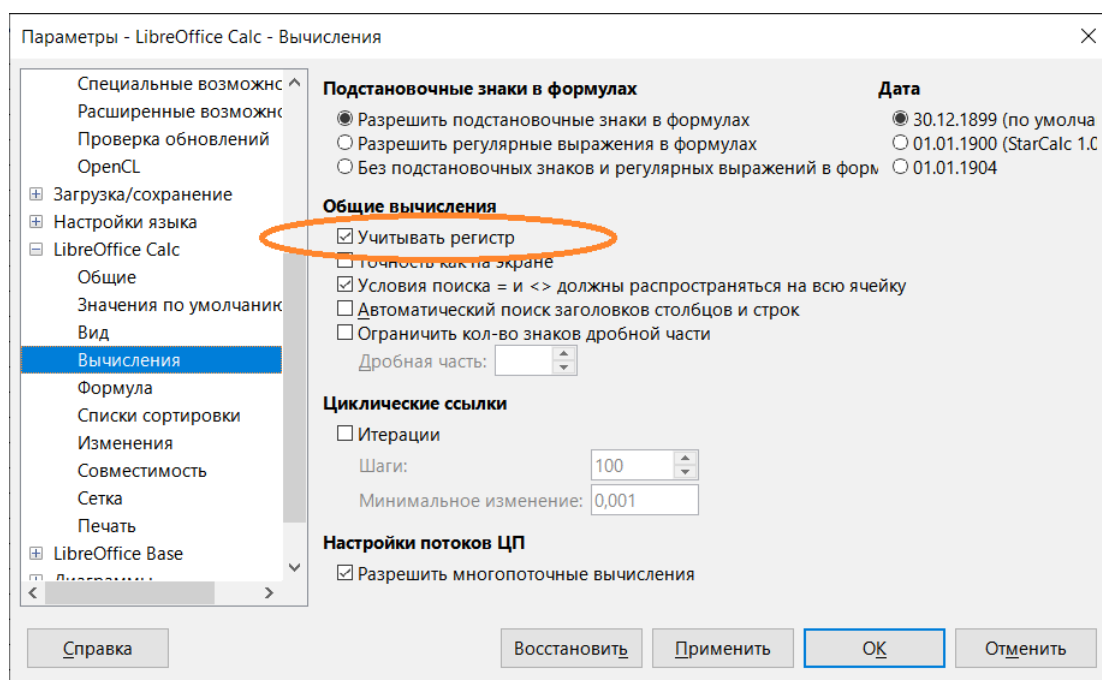 Параметры - LibreOffice Calc - Вычисления
Специальные возможнс
Расширенные возможнс
Проверка обновлений
OpenCL
Загрузка/сохранение
Настройки языка
LibreOffice Calc
Общие
Значения по умолчаник
Вид
Вычисления
Формула
Списки сортировки
Изменения
Совместимость
Сетка
Печать
LibreOffice Base
Диаграммы
Подстановочные знаки в формулах
Разрешить подстановочные знаки в формулах
Разрешить регулярные выражения в формулах
Без подстановочных знаков и регулярных выражений в форм
Дата
30.12.1899 (по умолча
01.01.1900 (StarCalc 1.0
01.01.1904
Общие вычисления
Учитывать регистр
Точность как на экране
Условия поиска = и <> должны распространяться на всю ячейку
Автоматический поиск заголовков столбцов и строк
Ограничить кол-во знаков дробной части
Дробная часть:
Циклические ссылки
Итерации
Шаги: 100
Минимальное изменение: 0,001
Настройки потоков ЦП
Разрешить многопоточные вычисления
Справка Восстановить Применить ОК Отменить